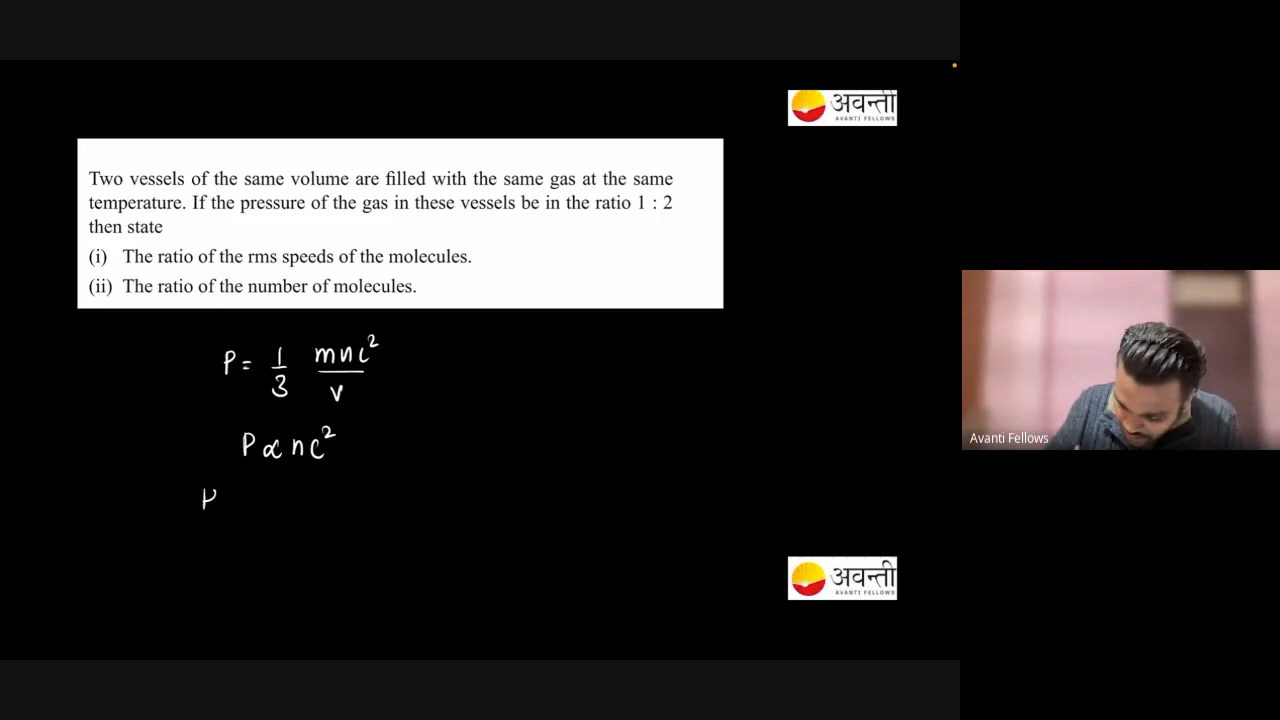 अवन्ती
AVANTI FELLOWS
Two vessels of the same volume are filled with the same gas at the same
temperature. If the pressure of the gas in these vessels be in the ratio 1 : 2
then state
(i) The ratio of the rms speeds of the molecules.
(ii) The ratio of the number of molecules.
P = 1/3 mnc²/v
P ∝ nc²
P
Avanti Fellows
अवन्ती
AVANTI FELLOWS